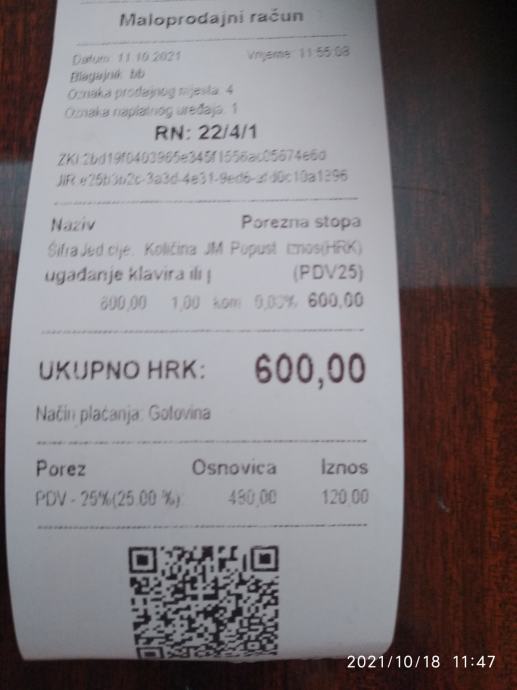 Maloprodajni račun
Datum: 11.10.2021 Vrijeme: 11:55:08
Blagajnik: bb
Oznaka prodajnog mjesta: 4
Oznaka naplatnog uređaja: 1
RN: 22/4/1
ZKI:
JIR:
Naziv Porezna stopa
Šifra Jed.cije. Količina JM Popust Iznos(HRK)
ugađanje klavira ili (PDV25)
600,00 1,00 kom 0,00% 600,00
UKUPNO HRK: 600,00
Način plaćanja: Gotovina
Porez Osnovica Iznos
PDV - 25%(25.00 %): 480,00 120,00
2021/10/18 11:47